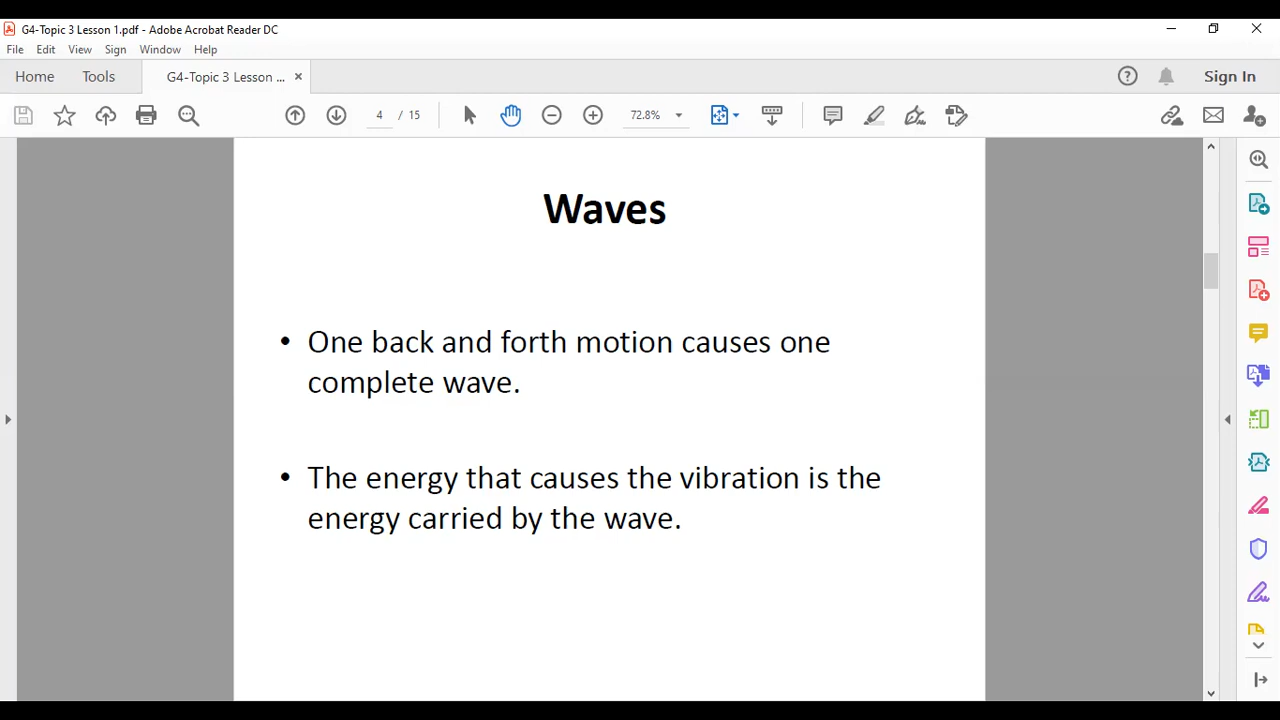 G4-Topic 3 Lesson 1.pdf - Adobe Acrobat Reader DC
File Edit View Sign Window Help
Home Tools G4-Topic 3 Lesson ... Sign In
4 / 15 72.8%
Waves
• One back and forth motion causes one
complete wave.
• The energy that causes the vibration is the
energy carried by the wave.